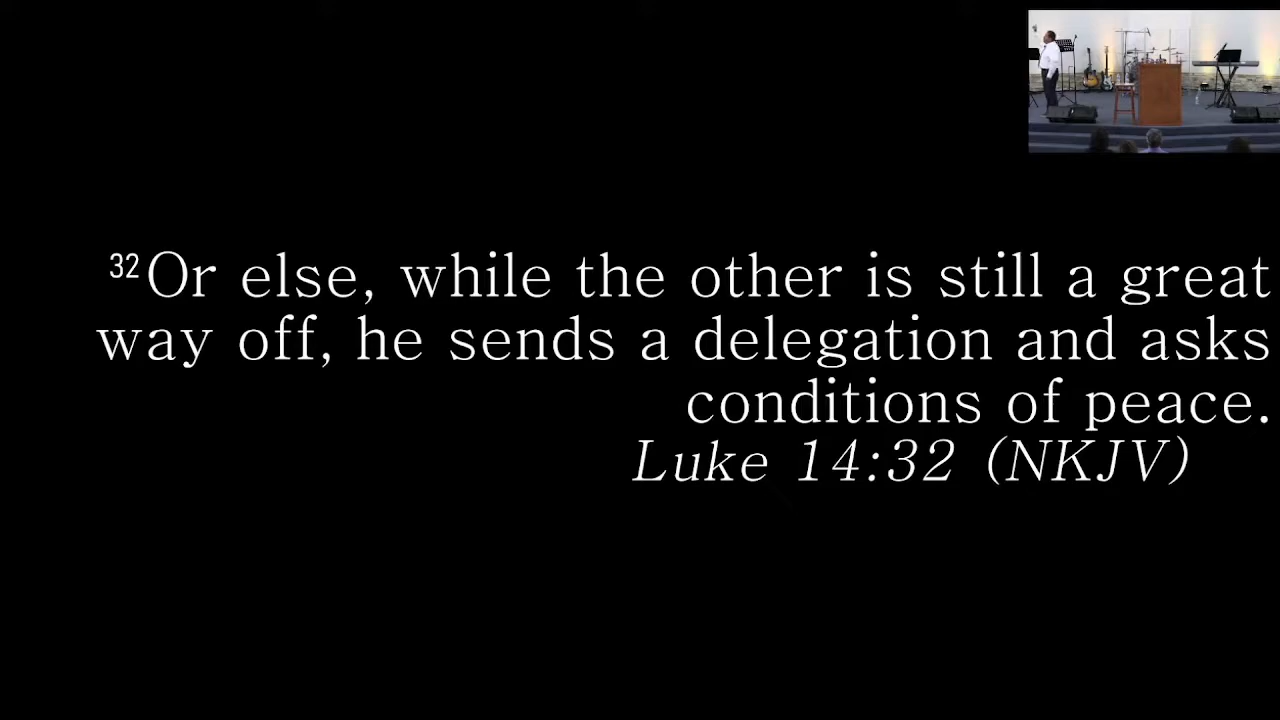 32Or else, while the other is still a great
way off, he sends a delegation and asks
conditions of peace.
Luke 14:32 (NKJV)